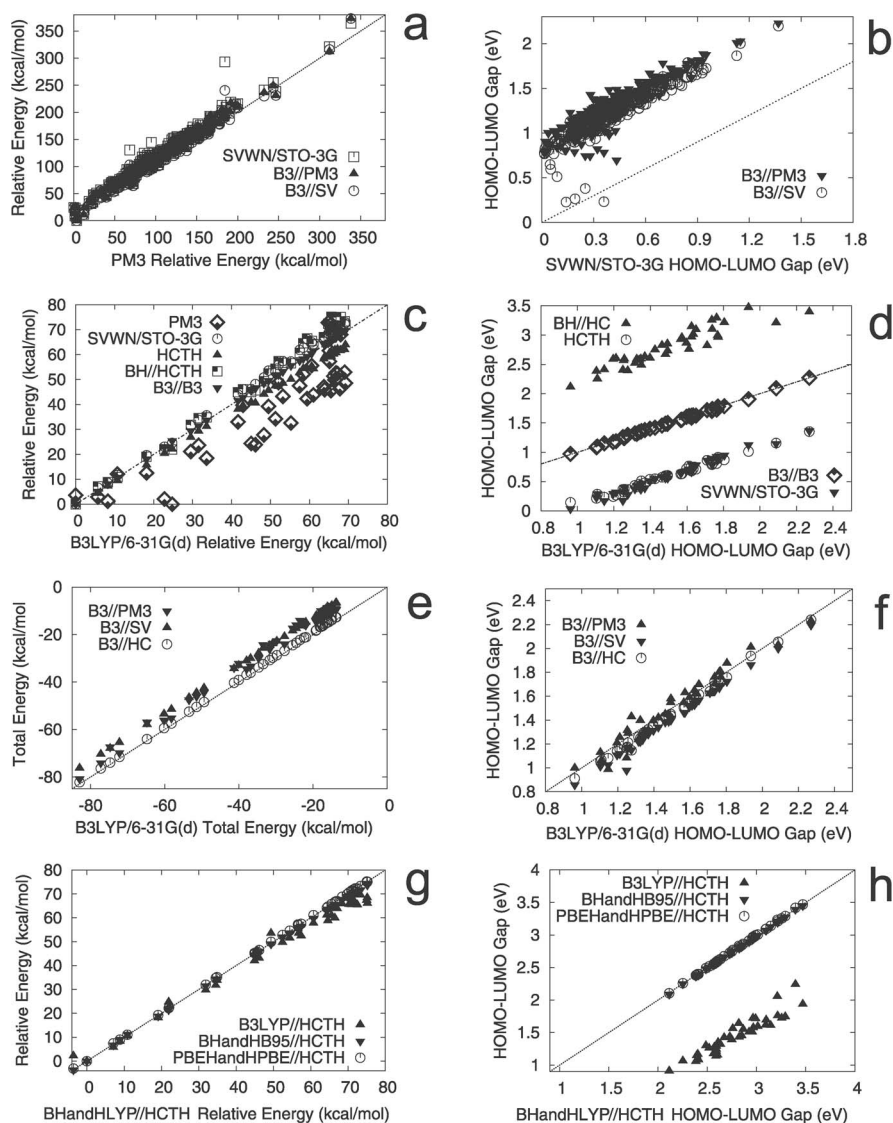 a
Relative Energy (kcal/mol)
350
300
250
200
150
100
50
0
SVWN/STO-3G
B3//PM3
B3//SV
0 50 100 150 200 250 300 350
PM3 Relative Energy (kcal/mol)
b
HOMO-LUMO Gap (eV)
2
1.5
1
0.5
0
B3//PM3
B3//SV
0 0.3 0.6 0.9 1.2 1.5 1.8
SVWN/STO-3G HOMO-LUMO Gap (eV)
c
Relative Energy (kcal/mol)
80
70
60
50
40
30
20
10
0
PM3
SVWN/STO-3G
HCTH
BH//HCTH
B3//B3
0 10 20 30 40 50 60 70 80
B3LYP/6-31G(d) Relative Energy (kcal/mol)
d
HOMO-LUMO Gap (eV)
3.5
3
2.5
2
1.5
1
0.5
0
BH//HC
HCTH
B3//B3
SVWN/STO-3G
0.8 1 1.2 1.4 1.6 1.8 2 2.2 2.4
B3LYP/6-31G(d) HOMO-LUMO Gap (eV)
e
Total Energy (kcal/mol)
0
-20
-40
-60
-80
B3//PM3
B3//SV
B3//HC
-80 -60 -40 -20 0
B3LYP/6-31G(d) Total Energy (kcal/mol)
f
HOMO-LUMO Gap (eV)
2.4
2.2
2
1.8
1.6
1.4
1.2
1
0.8
B3//PM3
B3//SV
B3//HC
0.8 1 1.2 1.4 1.6 1.8 2 2.2 2.4
B3LYP/6-31G(d) HOMO-LUMO Gap (eV)
g
Relative Energy (kcal/mol)
80
70
60
50
40
30
20
10
0
B3LYP//HCTH
BHandHB95//HCTH
PBEHandHPBE//HCTH
0 10 20 30 40 50 60 70 80
BHandHLYP//HCTH Relative Energy (kcal/mol)
h
HOMO-LUMO Gap (eV)
4
3.5
3
2.5
2
1.5
1
B3LYP//HCTH
BHandHB95//HCTH
PBEHandHPBE//HCTH
1 1.5 2 2.5 3 3.5 4
BHandHLYP//HCTH HOMO-LUMO Gap (eV)